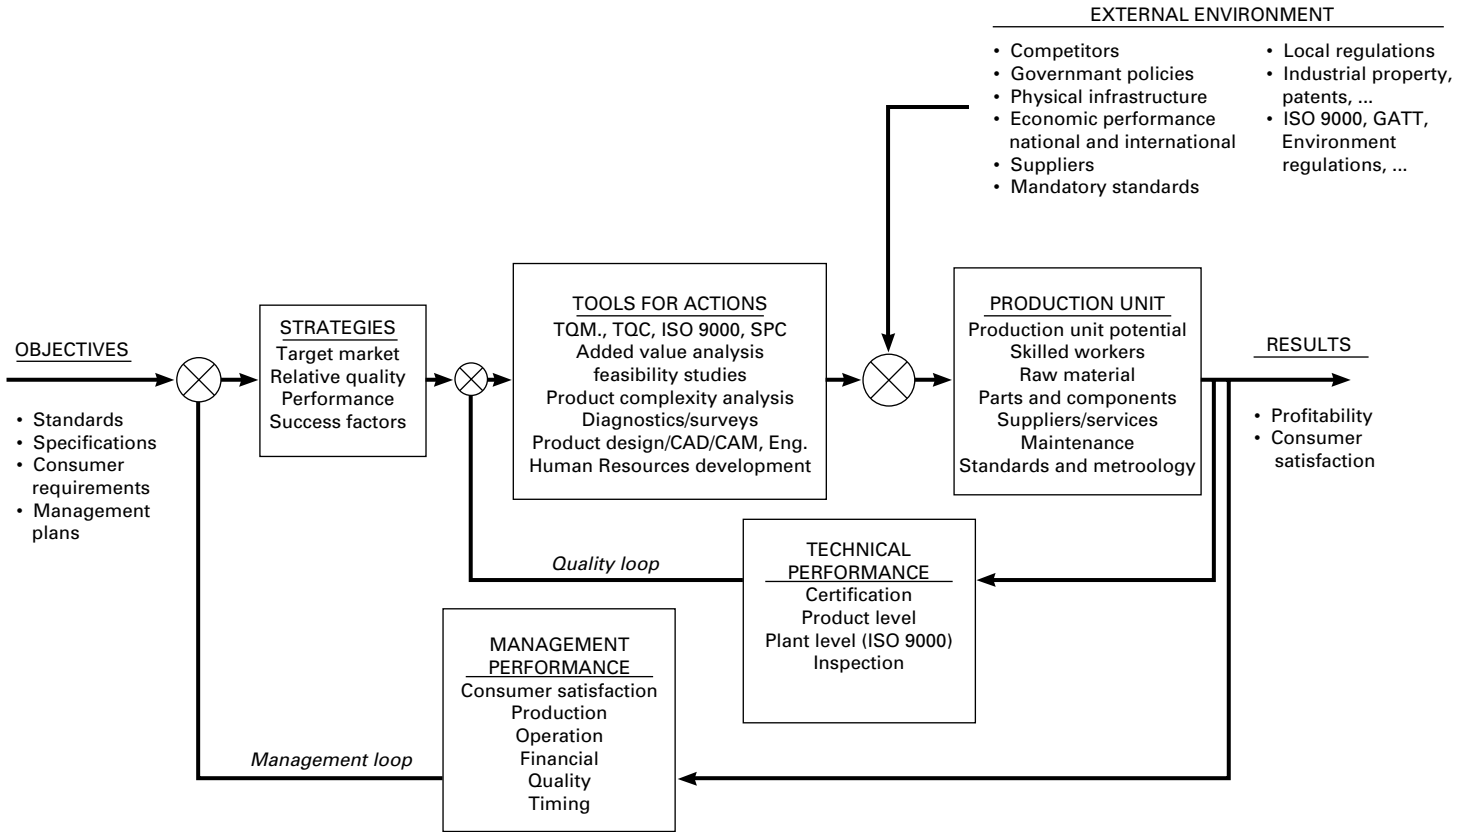 EXTERNAL ENVIRONMENT
• Competitors
• Governmant policies
• Physical infrastructure
• Economic performance
national and international
• Suppliers
• Mandatory standards
• Local regulations
• Industrial property,
patents, ...
• ISO 9000, GATT,
Environment
regulations, ...
OBJECTIVES
• Standards
• Specifications
• Consumer
requirements
• Management
plans
STRATEGIES
Target market
Relative quality
Performance
Success factors
TOOLS FOR ACTIONS
TQM., TQC, ISO 9000, SPC
Added value analysis
feasibility studies
Product complexity analysis
Diagnostics/surveys
Product design/CAD/CAM, Eng.
Human Resources development
PRODUCTION UNIT
Production unit potential
Skilled workers
Raw material
Parts and components
Suppliers/services
Maintenance
Standards and metroology
RESULTS
• Profitability
• Consumer
satisfaction
Quality loop
TECHNICAL
PERFORMANCE
Certification
Product level
Plant level (ISO 9000)
Inspection
Management loop
MANAGEMENT
PERFORMANCE
Consumer satisfaction
Production
Operation
Financial
Quality
Timing